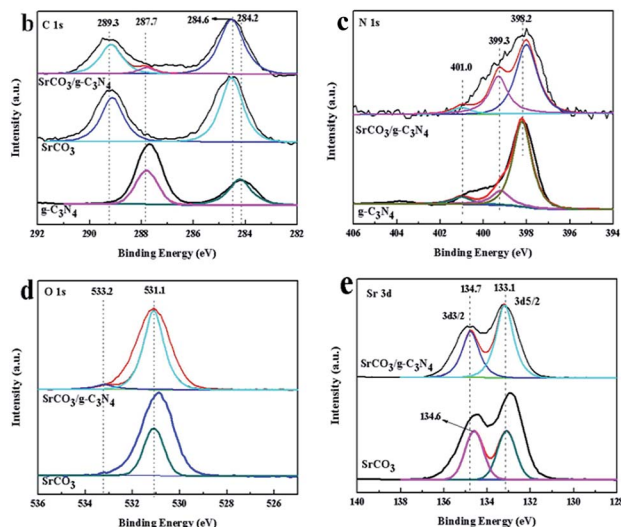 b
C 1s
289.3
287.7
284.6
284.2
SrCO3/g-C3N4
SrCO3
g-C3N4
Intensity (a.u.)
292 290 288 286 284 282
Binding Energy (eV)
c
N 1s
398.2
399.3
401.0
SrCO3/g-C3N4
g-C3N4
Intensity (a.u.)
406 404 402 400 398 396 394
Binding Energy (eV)
d
O 1s
533.2
531.1
SrCO3/g-C3N4
SrCO3
Intensity (a.u.)
536 534 532 530 528 526
Binding Energy (eV)
e
Sr 3d
134.7
133.1
3d3/2
3d5/2
SrCO3/g-C3N4
134.6
SrCO3
Intensity (a.u.)
140 138 136 134 132 130 128
Binding Energy (eV)